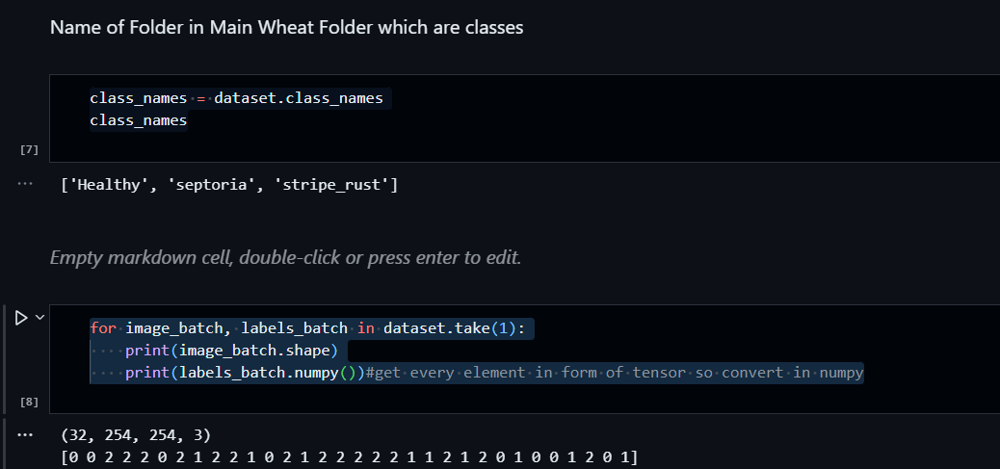 Name of Folder in Main Wheat Folder which are classes
class_names = dataset.class_names
class_names
[7]
['Healthy', 'septoria', 'stripe_rust']
Empty markdown cell, double-click or press enter to edit.
for image_batch, labels_batch in dataset.take(1):
    print(image_batch.shape)
    print(labels_batch.numpy())#get every element in form of tensor so convert in numpy
[8]
(32, 254, 254, 3)
[0 0 2 2 2 0 2 1 2 2 1 0 2 1 2 2 2 2 2 1 1 2 1 2 0 1 0 0 1 2 0 1]